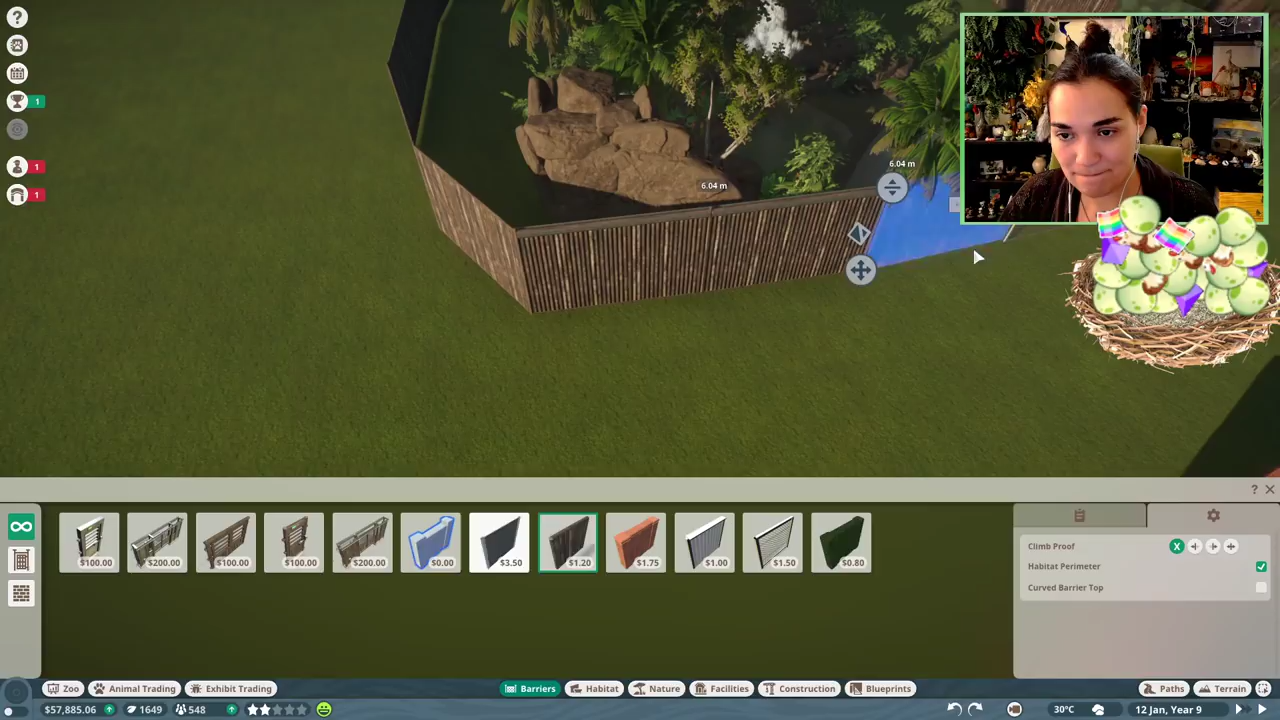 ?
1
1
1
6.04 m
6.04 m
? ×
$100.00 $200.00 $100.00 $100.00 $200.00 $0.00 $3.50 $1.20 $1.75 $1.00 $1.50 $0.80
Climb Proof X
Habitat Perimeter
Curved Barrier Top
Zoo Animal Trading Exhibit Trading Barriers Habitat Nature Facilities Construction Blueprints Paths Terrain
$57,885.06 1649 548 30°C 12 Jan, Year 9